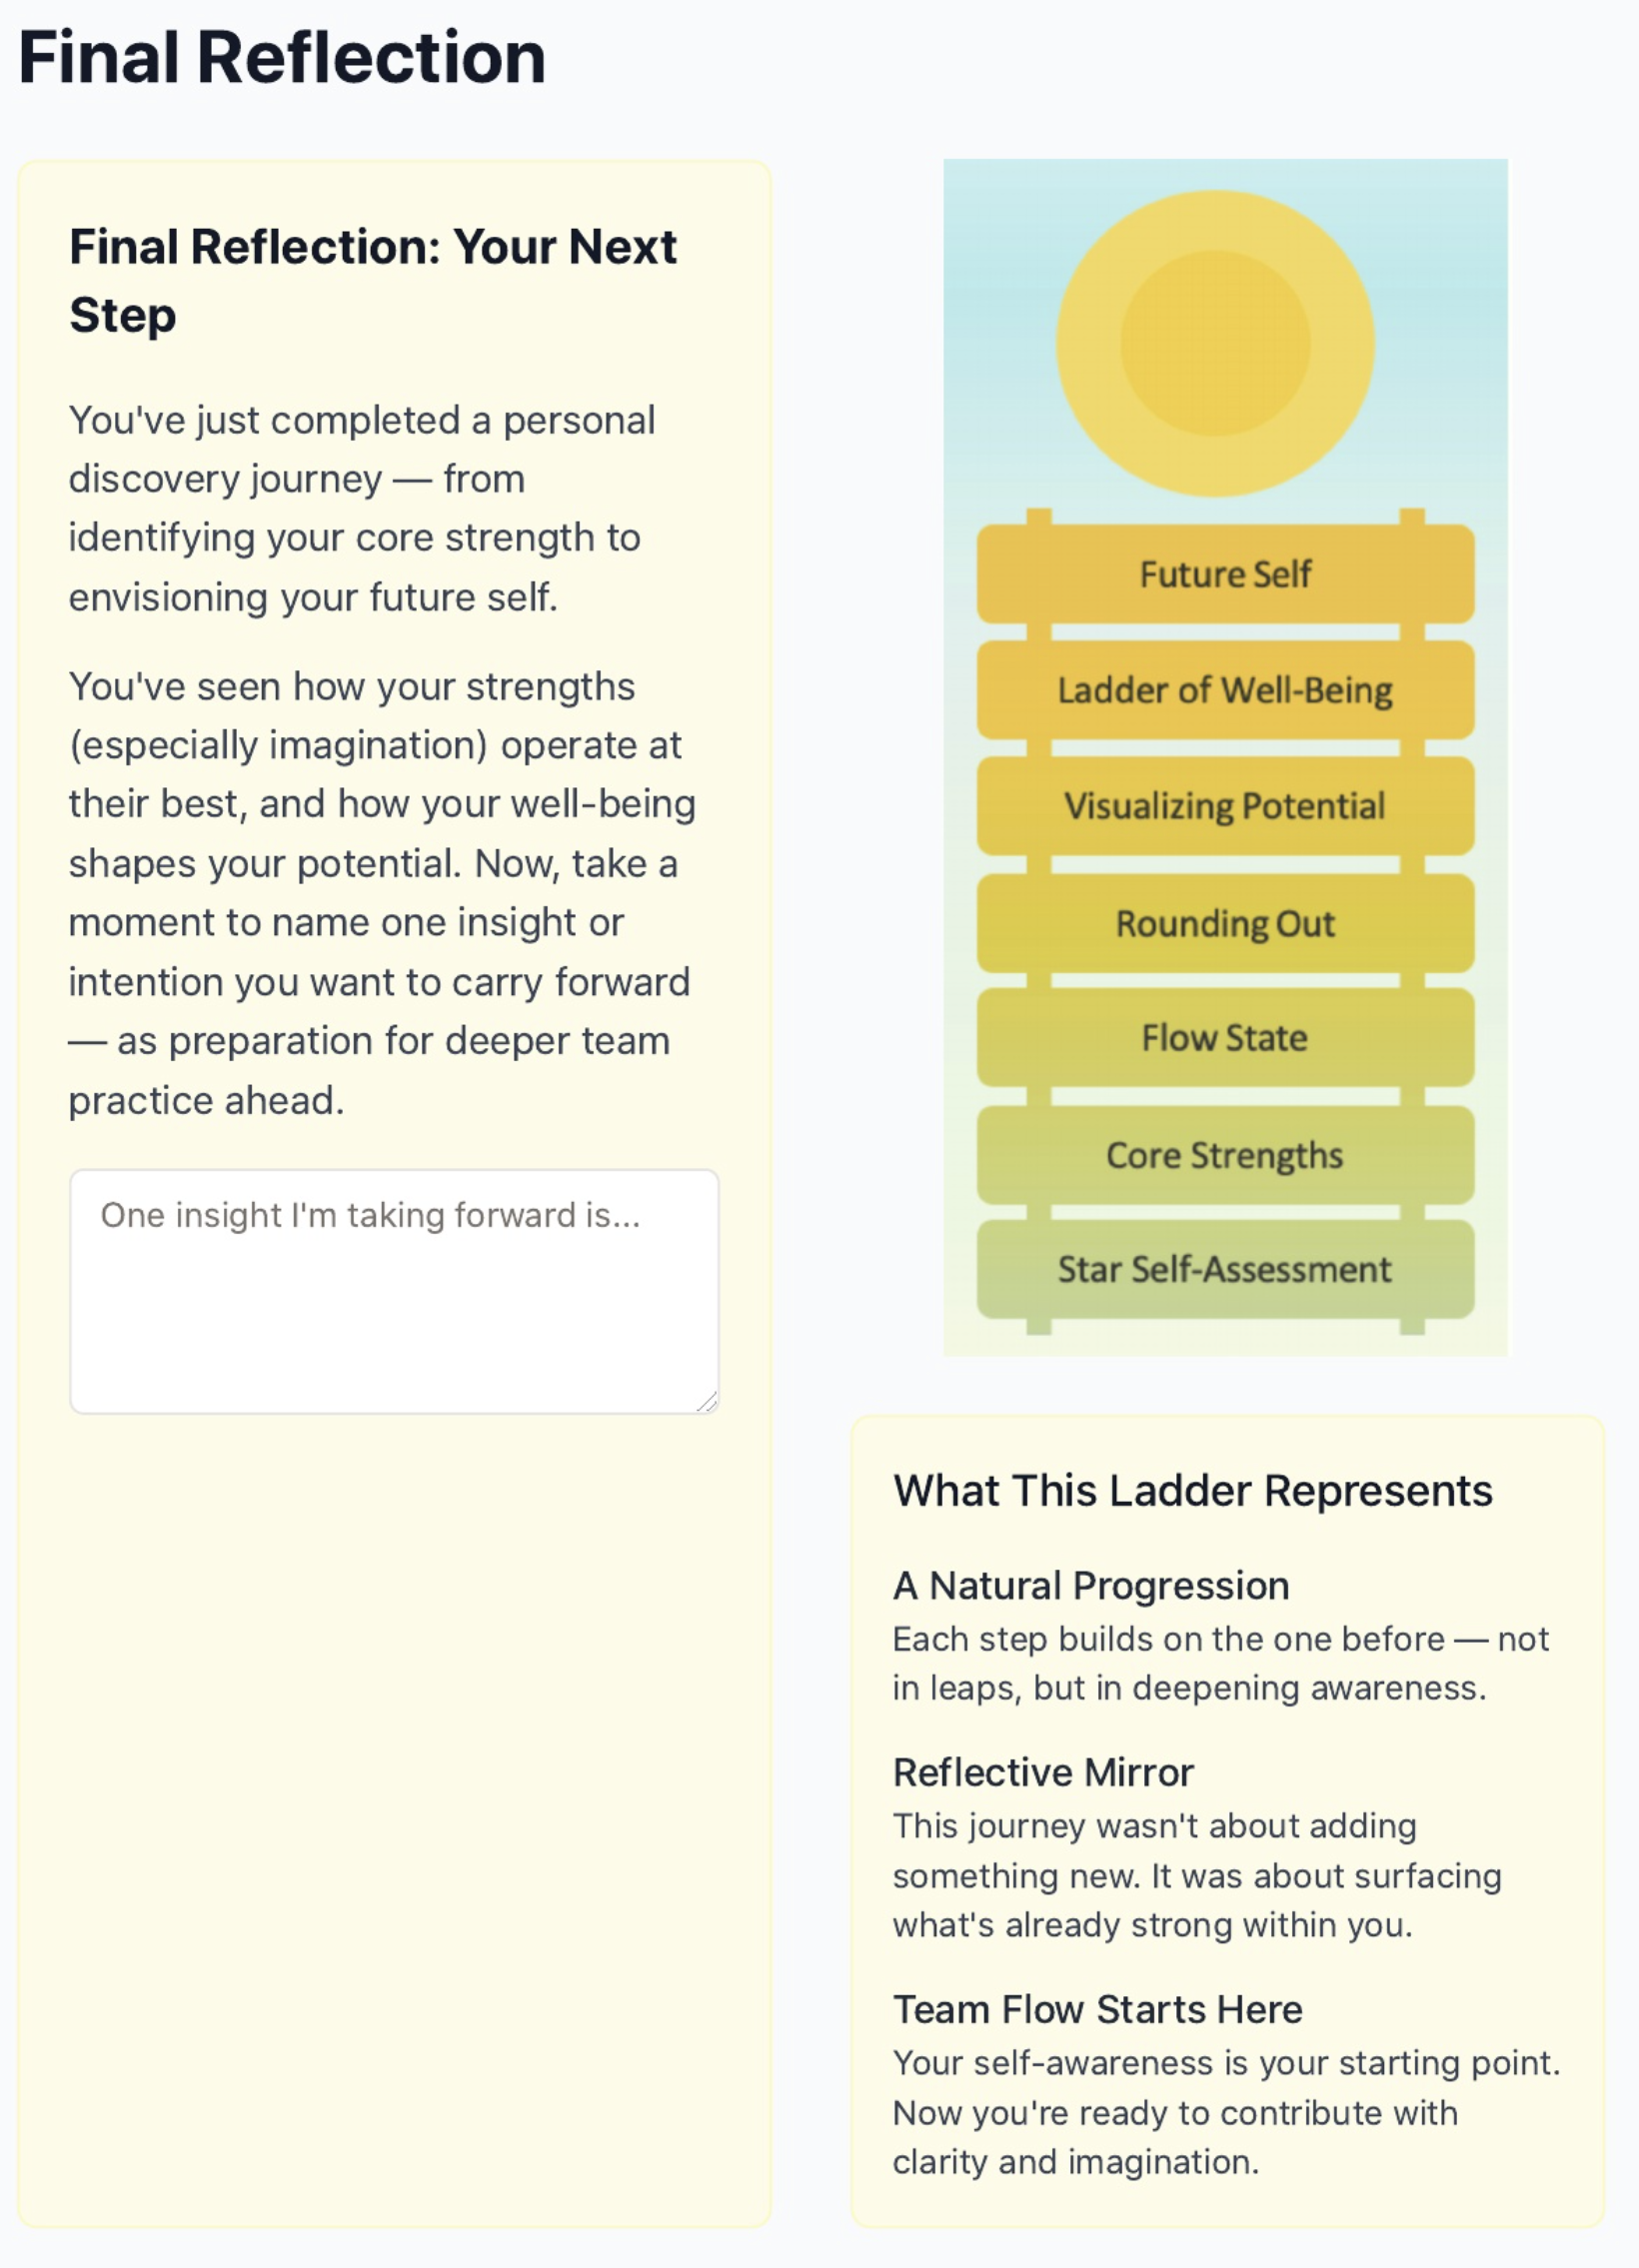 Final Reflection
Final Reflection: Your Next
Step
You've just completed a personal
discovery journey — from
identifying your core strength to
envisioning your future self.
You've seen how your strengths
(especially imagination) operate at
their best, and how your well-being
shapes your potential. Now, take a
moment to name one insight or
intention you want to carry forward
— as preparation for deeper team
practice ahead.
One insight I'm taking forward is...
Future Self
Ladder of Well-Being
Visualizing Potential
Rounding Out
Flow State
Core Strengths
Star Self-Assessment
What This Ladder Represents
A Natural Progression
Each step builds on the one before — not
in leaps, but in deepening awareness.
Reflective Mirror
This journey wasn't about adding
something new. It was about surfacing
what's already strong within you.
Team Flow Starts Here
Your self-awareness is your starting point.
Now you're ready to contribute with
clarity and imagination.